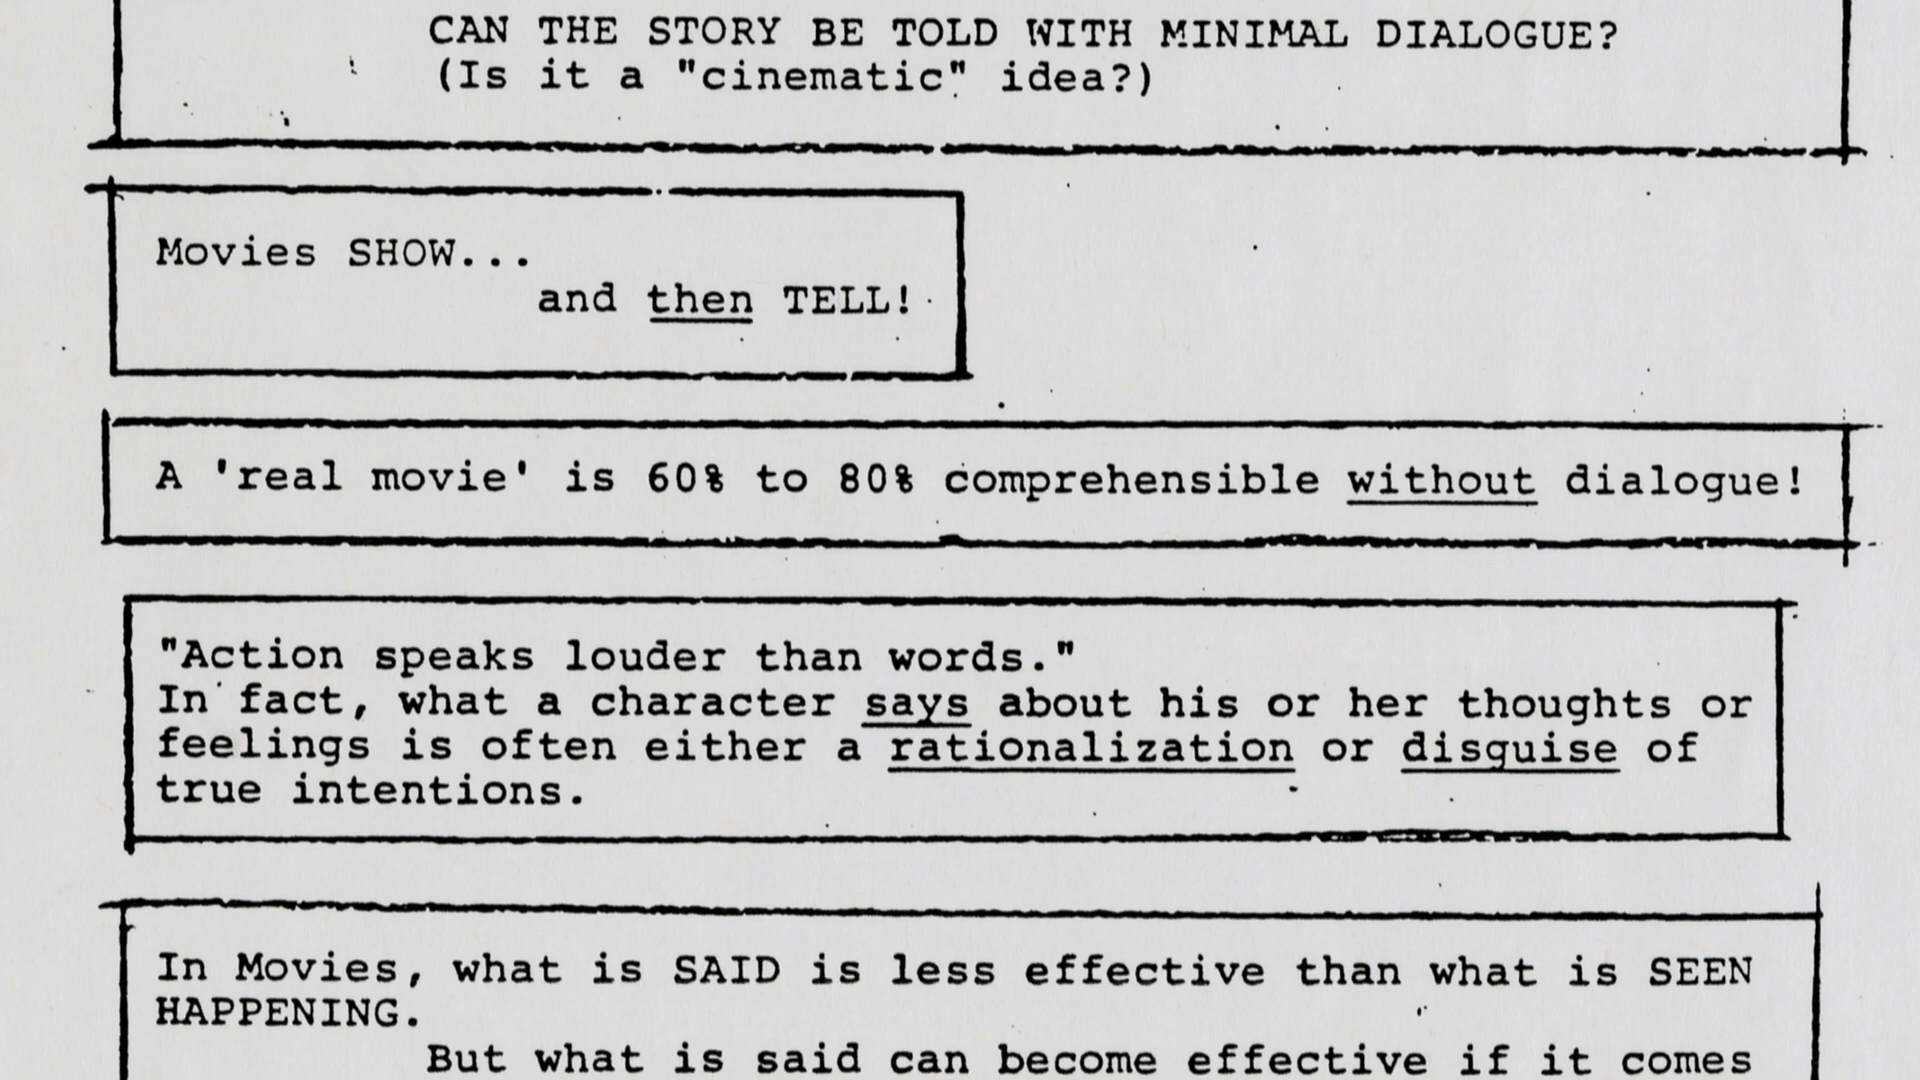 CAN THE STORY BE TOLD WITH MINIMAL DIALOGUE?
(Is it a "cinematic" idea?)
Movies SHOW...
and then TELL!
A 'real movie' is 60% to 80% comprehensible without dialogue!
"Action speaks louder than words."
In fact, what a character says about his or her thoughts or
feelings is often either a rationalization or disguise of
true intentions.
In Movies, what is SAID is less effective than what is SEEN
HAPPENING.
But what is said can become effective if it comes